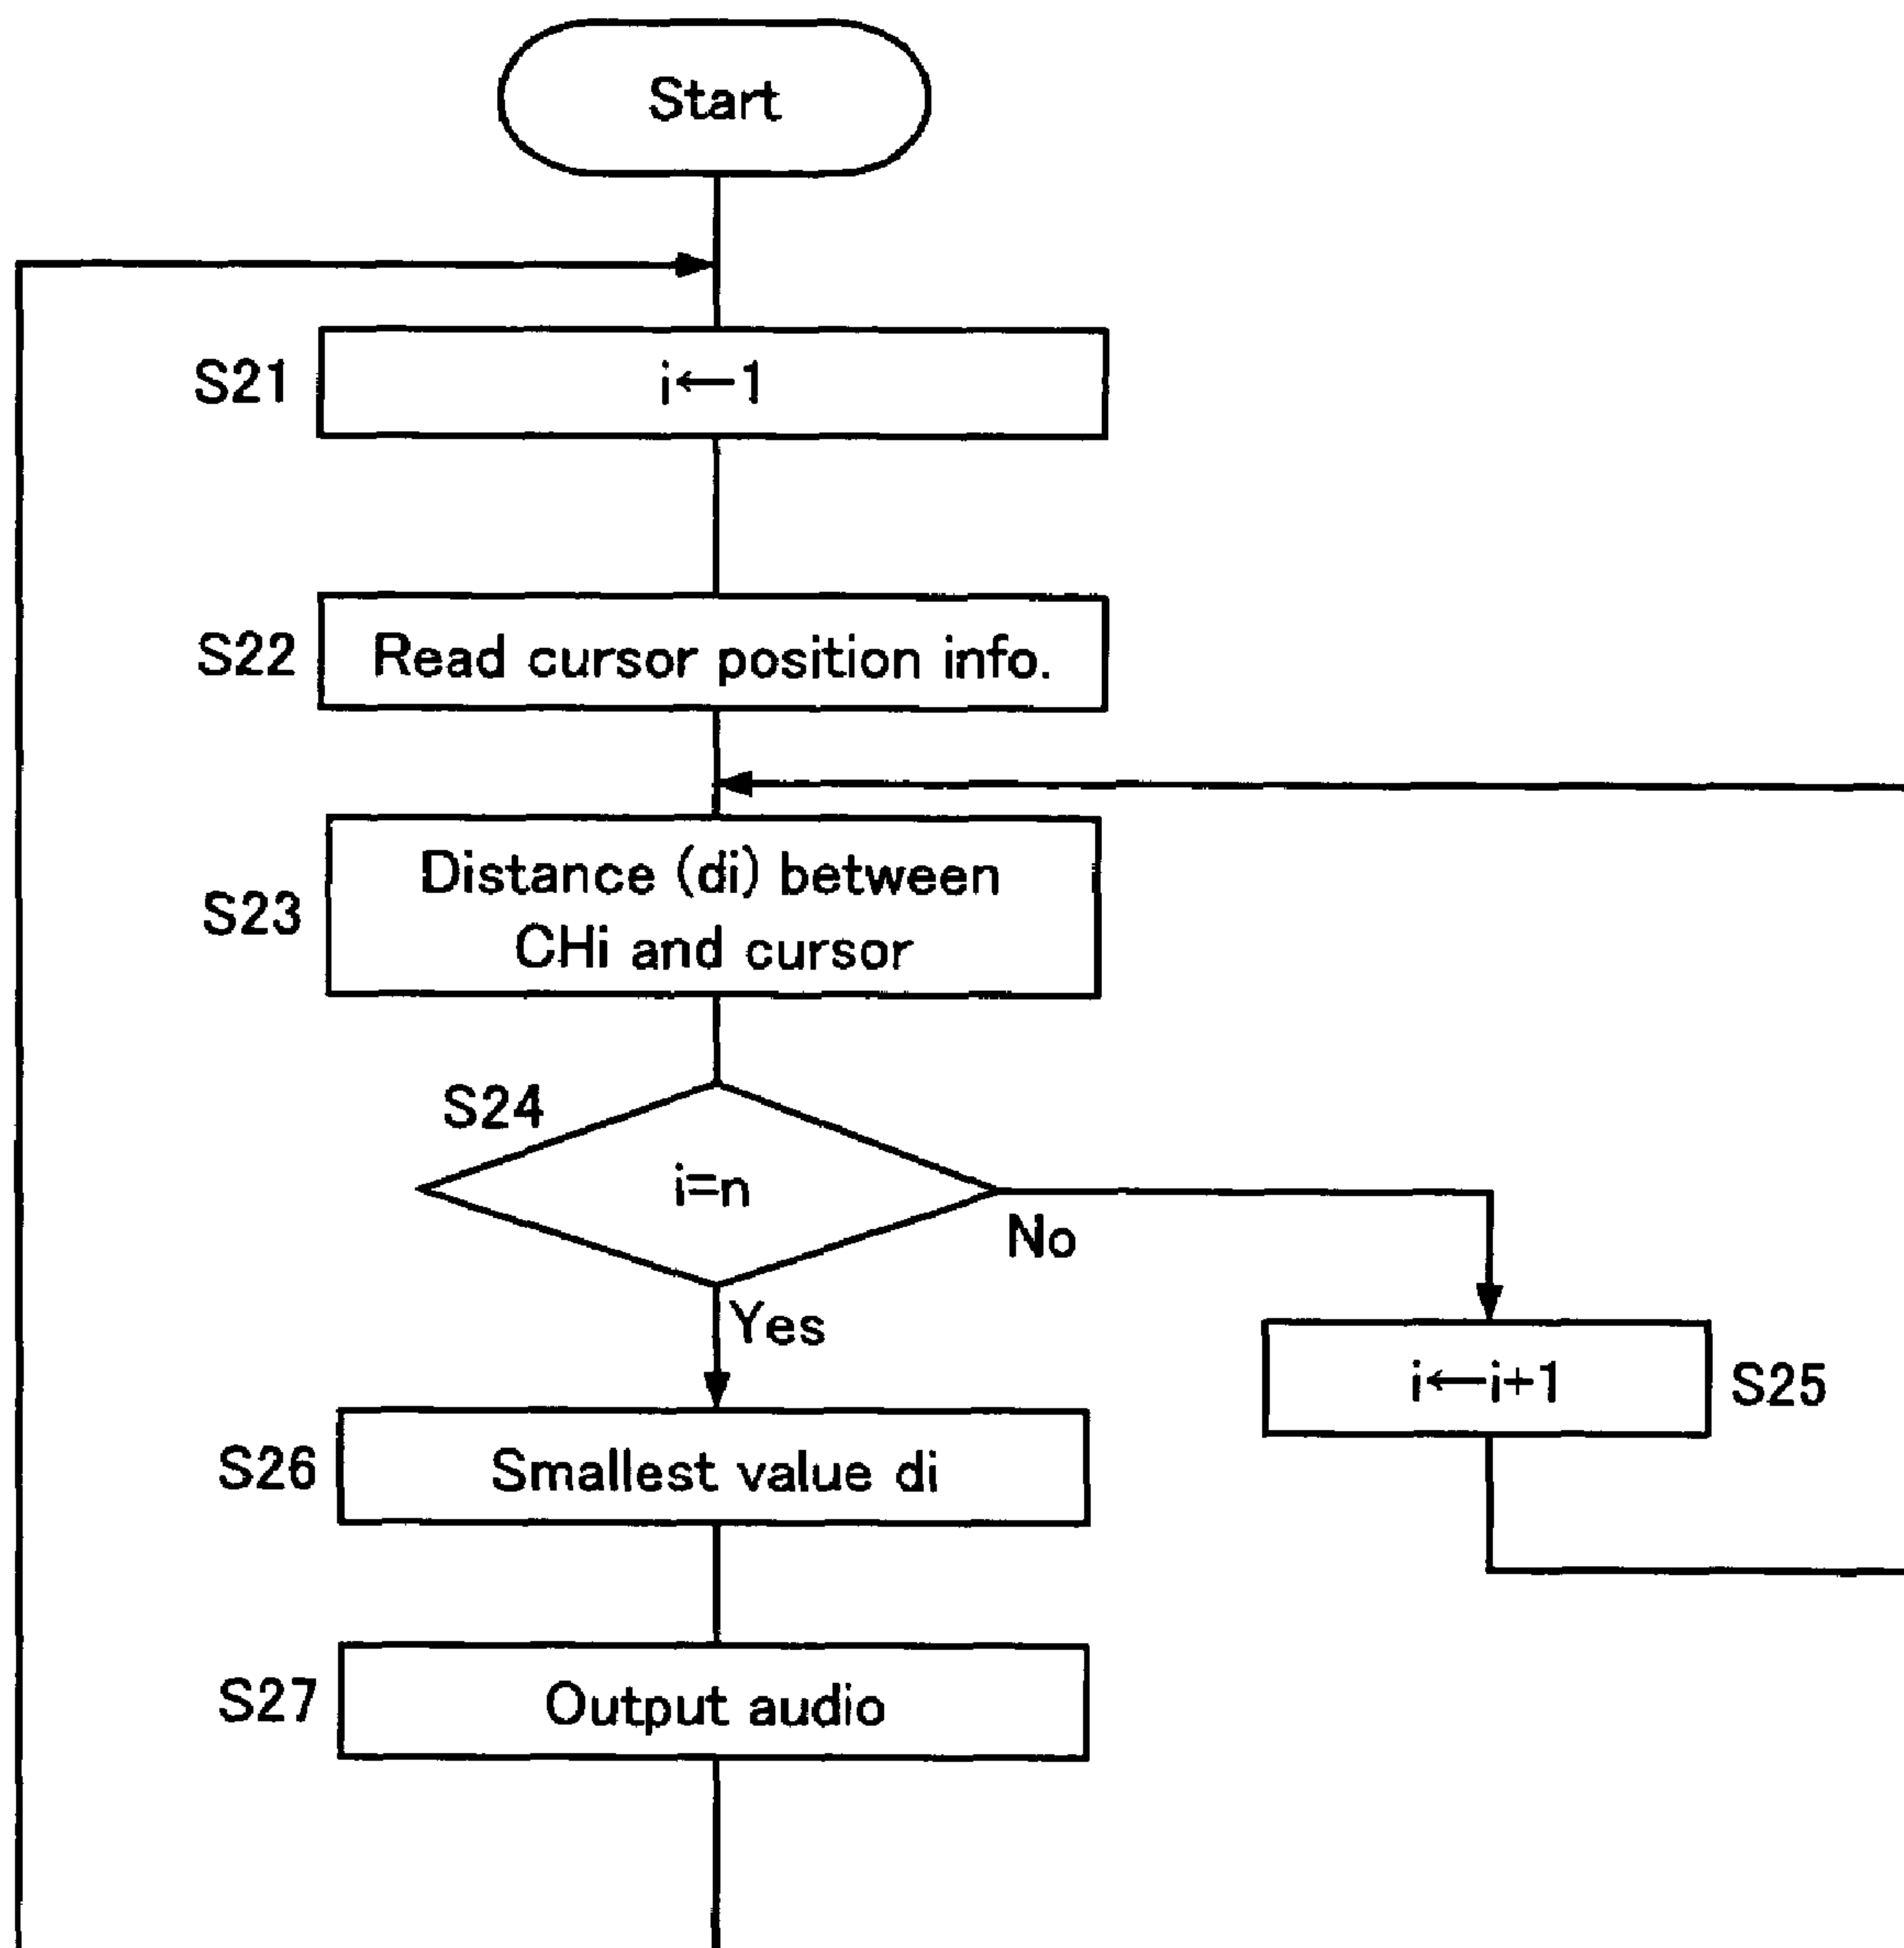 Start
S21
i←1
S22
Read cursor position info.
S23
Distance (di) between
CHi and cursor
S24
i=n
No
Yes
i←i+1
S25
S26
Smallest value di
S27
Output audio